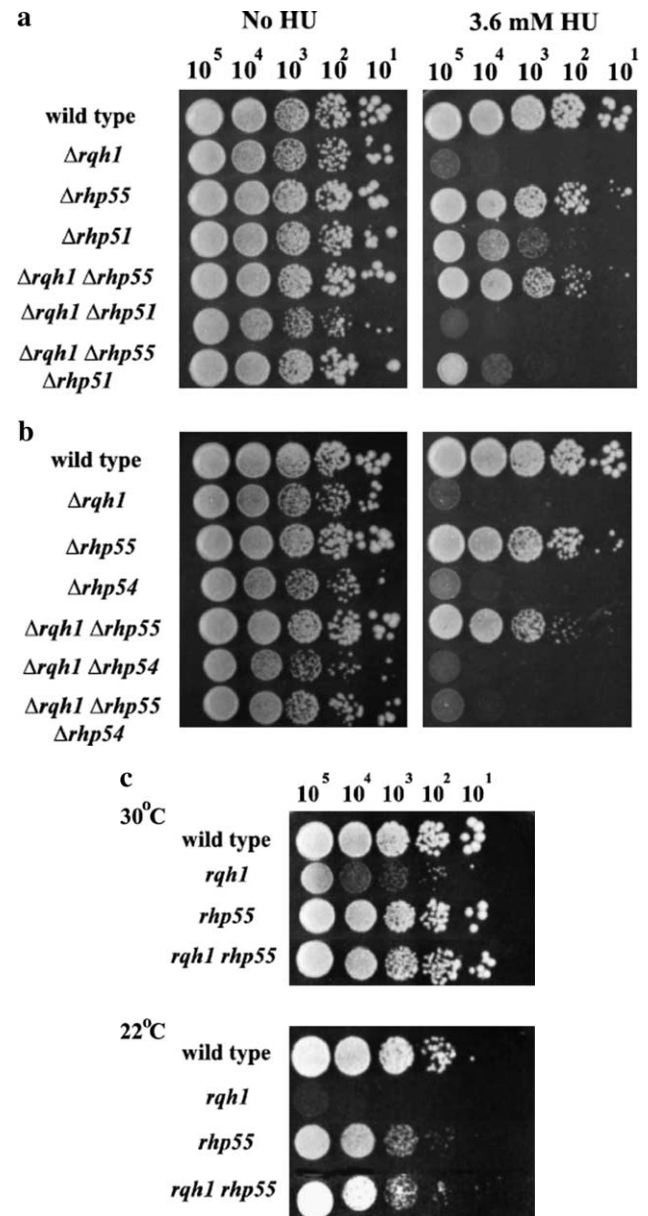 a
No HU 3.6 mM HU
10⁵ 10⁴ 10³ 10² 10¹ 10⁵ 10⁴ 10³ 10² 10¹
wild type
Δrqh1
Δrhp55
Δrhp51
Δrqh1 Δrhp55
Δrqh1 Δrhp51
Δrqh1 Δrhp55
Δrhp51
b
wild type
Δrqh1
Δrhp55
Δrhp54
Δrqh1 Δrhp55
Δrqh1 Δrhp54
Δrqh1 Δrhp55
Δrhp54
c
10⁵ 10⁴ 10³ 10² 10¹
30°C
wild type
rqh1
rhp55
rqh1 rhp55
22°C
wild type
rqh1
rhp55
rqh1 rhp55